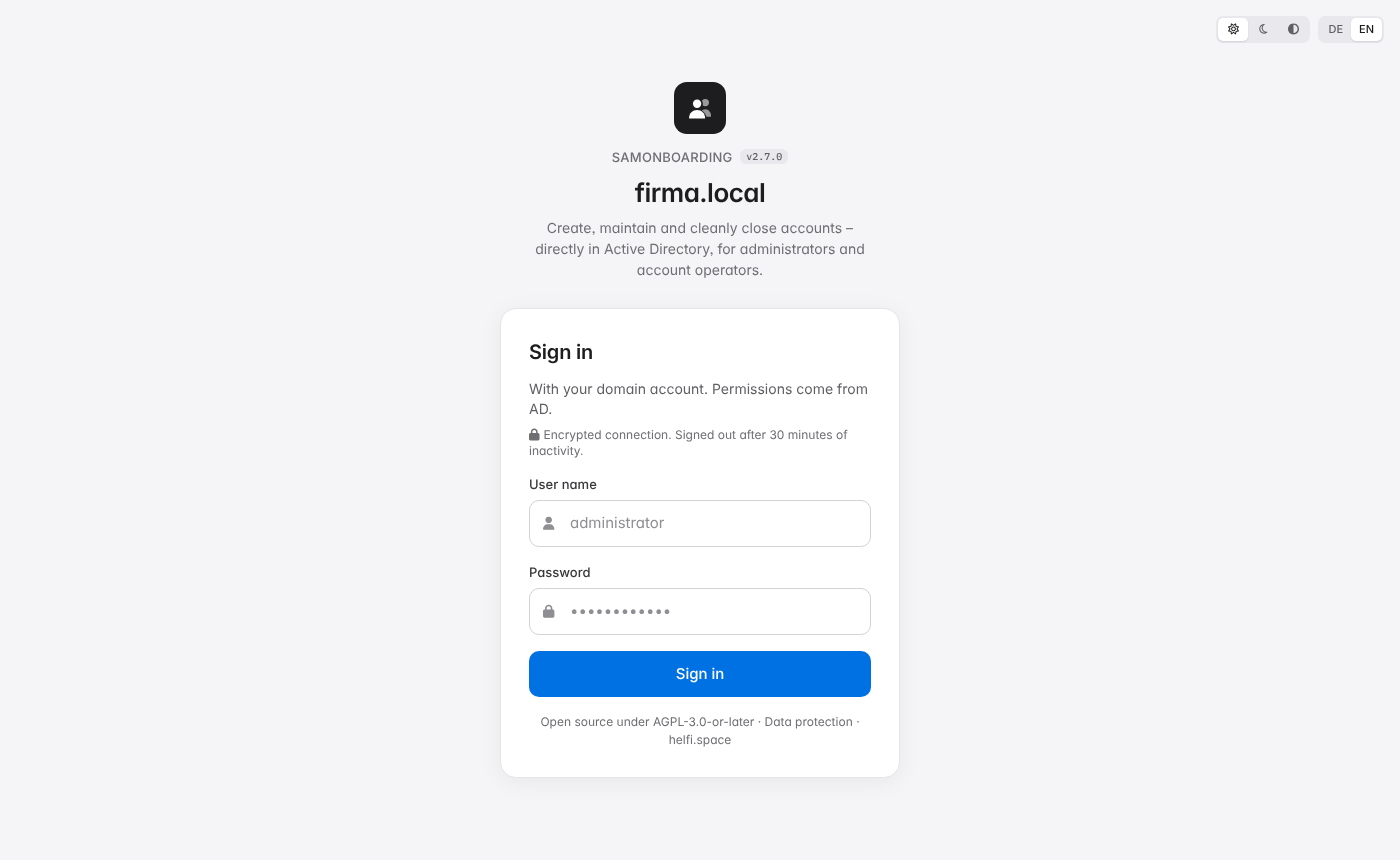 DE EN
SAMONBOARDING v2.7.0
firma.local
Create, maintain and cleanly close accounts –
directly in Active Directory, for administrators and
account operators.
Sign in
With your domain account. Permissions come from
AD.
Encrypted connection. Signed out after 30 minutes of
inactivity.
User name
administrator
Password
••••••••••••
Sign in
Open source under AGPL-3.0-or-later · Data protection ·
helfi.space